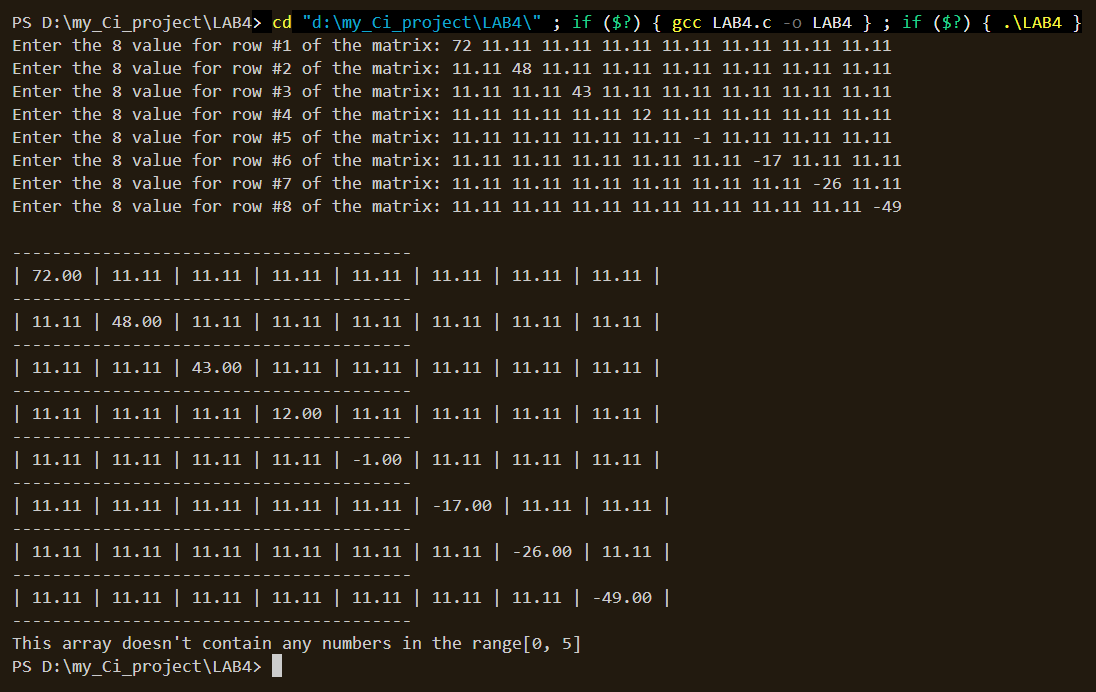 PS D:\my_Ci_project\LAB4> cd "d:\my_Ci_project\LAB4\" ; if ($?) { gcc LAB4.c -o LAB4 } ; if ($?) { .\LAB4 }
Enter the 8 value for row #1 of the matrix: 72 11.11 11.11 11.11 11.11 11.11 11.11 11.11
Enter the 8 value for row #2 of the matrix: 11.11 48 11.11 11.11 11.11 11.11 11.11 11.11
Enter the 8 value for row #3 of the matrix: 11.11 11.11 43 11.11 11.11 11.11 11.11 11.11
Enter the 8 value for row #4 of the matrix: 11.11 11.11 11.11 12 11.11 11.11 11.11 11.11
Enter the 8 value for row #5 of the matrix: 11.11 11.11 11.11 11.11 -1 11.11 11.11 11.11
Enter the 8 value for row #6 of the matrix: 11.11 11.11 11.11 11.11 11.11 -17 11.11 11.11
Enter the 8 value for row #7 of the matrix: 11.11 11.11 11.11 11.11 11.11 11.11 -26 11.11
Enter the 8 value for row #8 of the matrix: 11.11 11.11 11.11 11.11 11.11 11.11 11.11 -49
----------------------------------------
| 72.00 | 11.11 | 11.11 | 11.11 | 11.11 | 11.11 | 11.11 | 11.11 |
----------------------------------------
| 11.11 | 48.00 | 11.11 | 11.11 | 11.11 | 11.11 | 11.11 | 11.11 |
----------------------------------------
| 11.11 | 11.11 | 43.00 | 11.11 | 11.11 | 11.11 | 11.11 | 11.11 |
----------------------------------------
| 11.11 | 11.11 | 11.11 | 12.00 | 11.11 | 11.11 | 11.11 | 11.11 |
----------------------------------------
| 11.11 | 11.11 | 11.11 | 11.11 | -1.00 | 11.11 | 11.11 | 11.11 |
----------------------------------------
| 11.11 | 11.11 | 11.11 | 11.11 | 11.11 | -17.00 | 11.11 | 11.11 |
----------------------------------------
| 11.11 | 11.11 | 11.11 | 11.11 | 11.11 | 11.11 | -26.00 | 11.11 |
----------------------------------------
| 11.11 | 11.11 | 11.11 | 11.11 | 11.11 | 11.11 | 11.11 | -49.00 |
----------------------------------------
This array doesn't contain any numbers in the range[0, 5]
PS D:\my_Ci_project\LAB4>